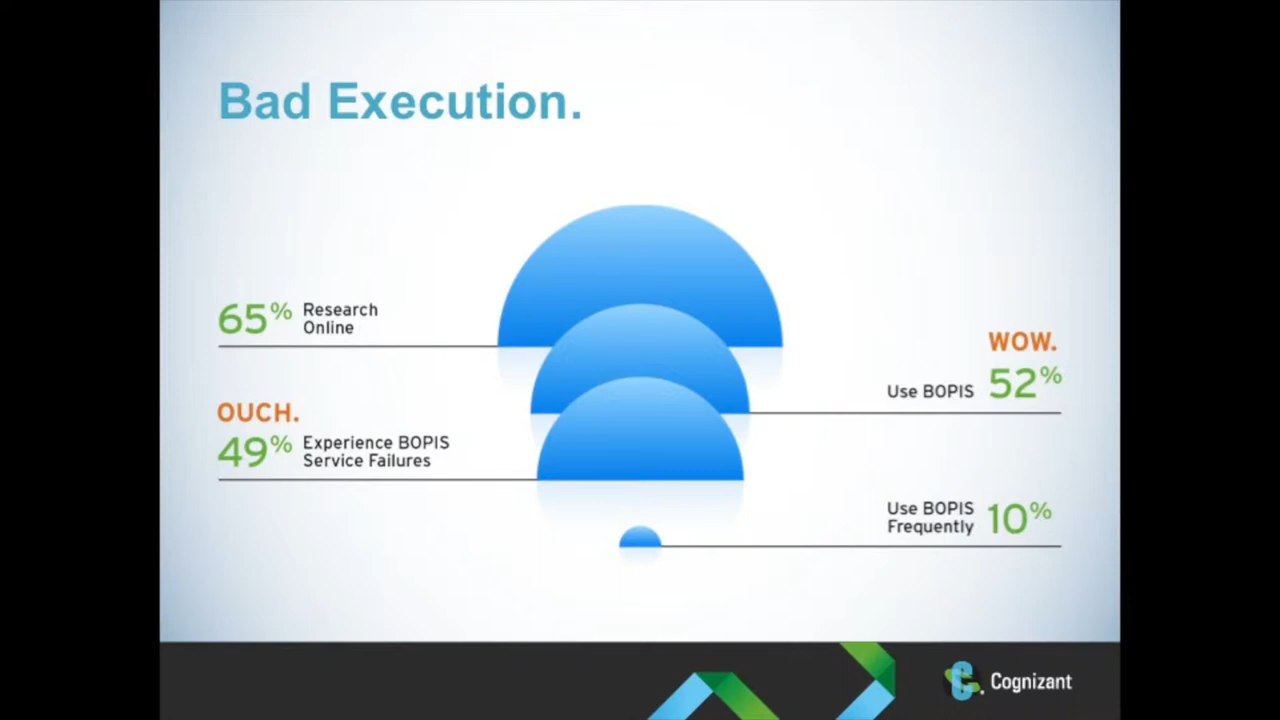 Bad Execution.
65% Research
Online
WOW.
Use BOPIS 52%
OUCH.
49% Experience BOPIS
Service Failures
Use BOPIS
Frequently 10%
Cognizant